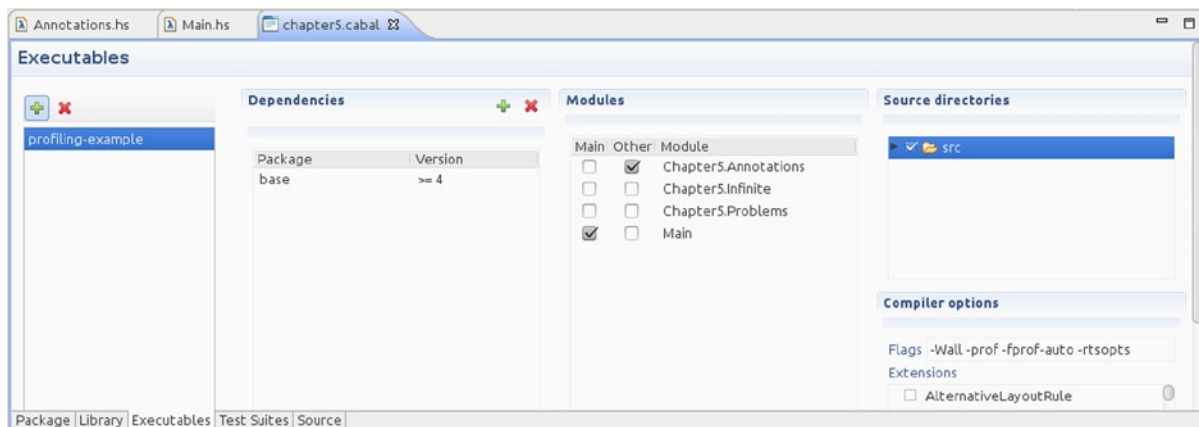 Annotations.hs Main.hs chapter5.cabal
Executables
profiling-example
Dependencies
Package Version
base >= 4
Modules
Main Other Module
Chapter5.Annotations
Chapter5.Infinite
Chapter5.Problems
Main
Source directories
src
Compiler options
Flags -Wall -prof -fprof-auto -rtsopts
Extensions
AlternativeLayoutRule
Package Library Executables Test Suites Source